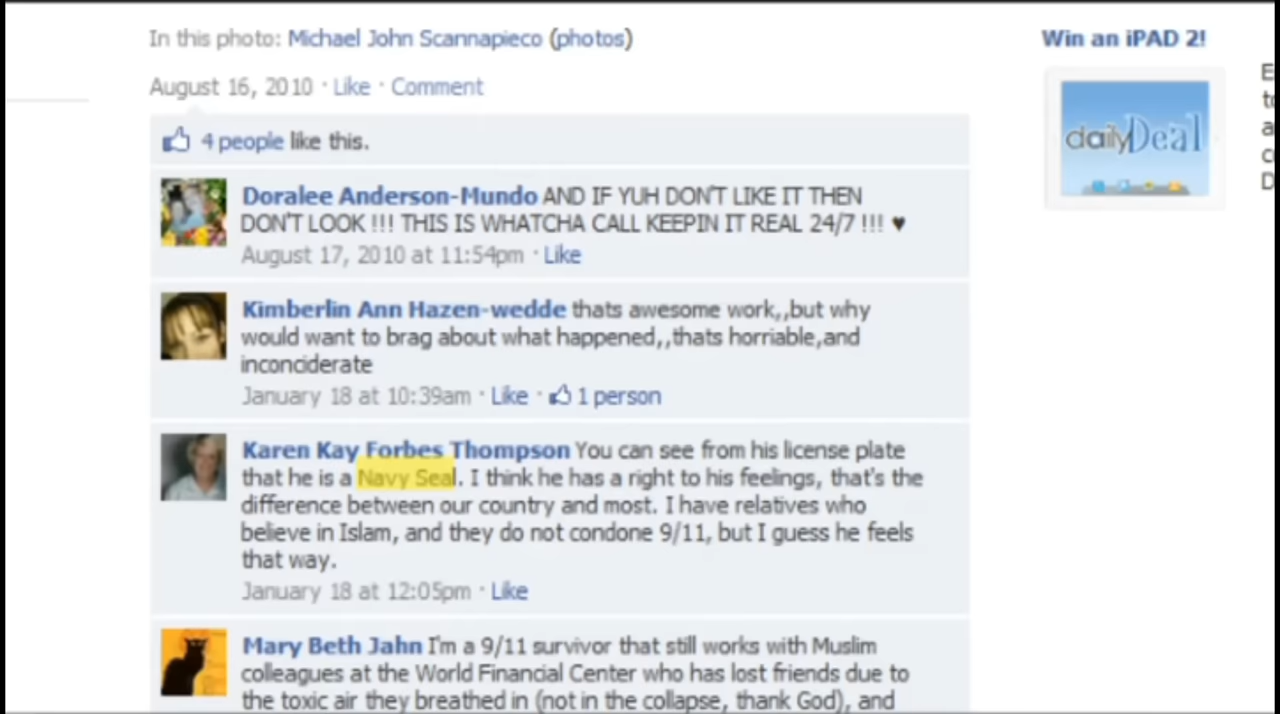 In this photo: Michael John Scannapieco (photos)
August 16, 2010 · Like · Comment
4 people like this.
Doralee Anderson-Mundo AND IF YUH DON'T LIKE IT THEN
DON'T LOOK !!! THIS IS WHATCHA CALL KEEPIN IT REAL 24/7 !!! ♥
August 17, 2010 at 11:54pm · Like
Kimberlin Ann Hazen-wedde thats awesome work,,but why
would want to brag about what happened,,thats horriable,and
inconciderate
January 18 at 10:39am · Like · 1 person
Karen Kay Forbes Thompson You can see from his license plate
that he is a Navy Seal. I think he has a right to his feelings, that's the
difference between our country and most. I have relatives who
believe in Islam, and they do not condone 9/11, but I guess he feels
that way.
January 18 at 12:05pm · Like
Mary Beth Jahn I'm a 9/11 survivor that still works with Muslim
colleagues at the World Financial Center who has lost friends due to
the toxic air they breathed in (not in the collapse, thank God), and
Win an iPAD 2!
dailyDeal